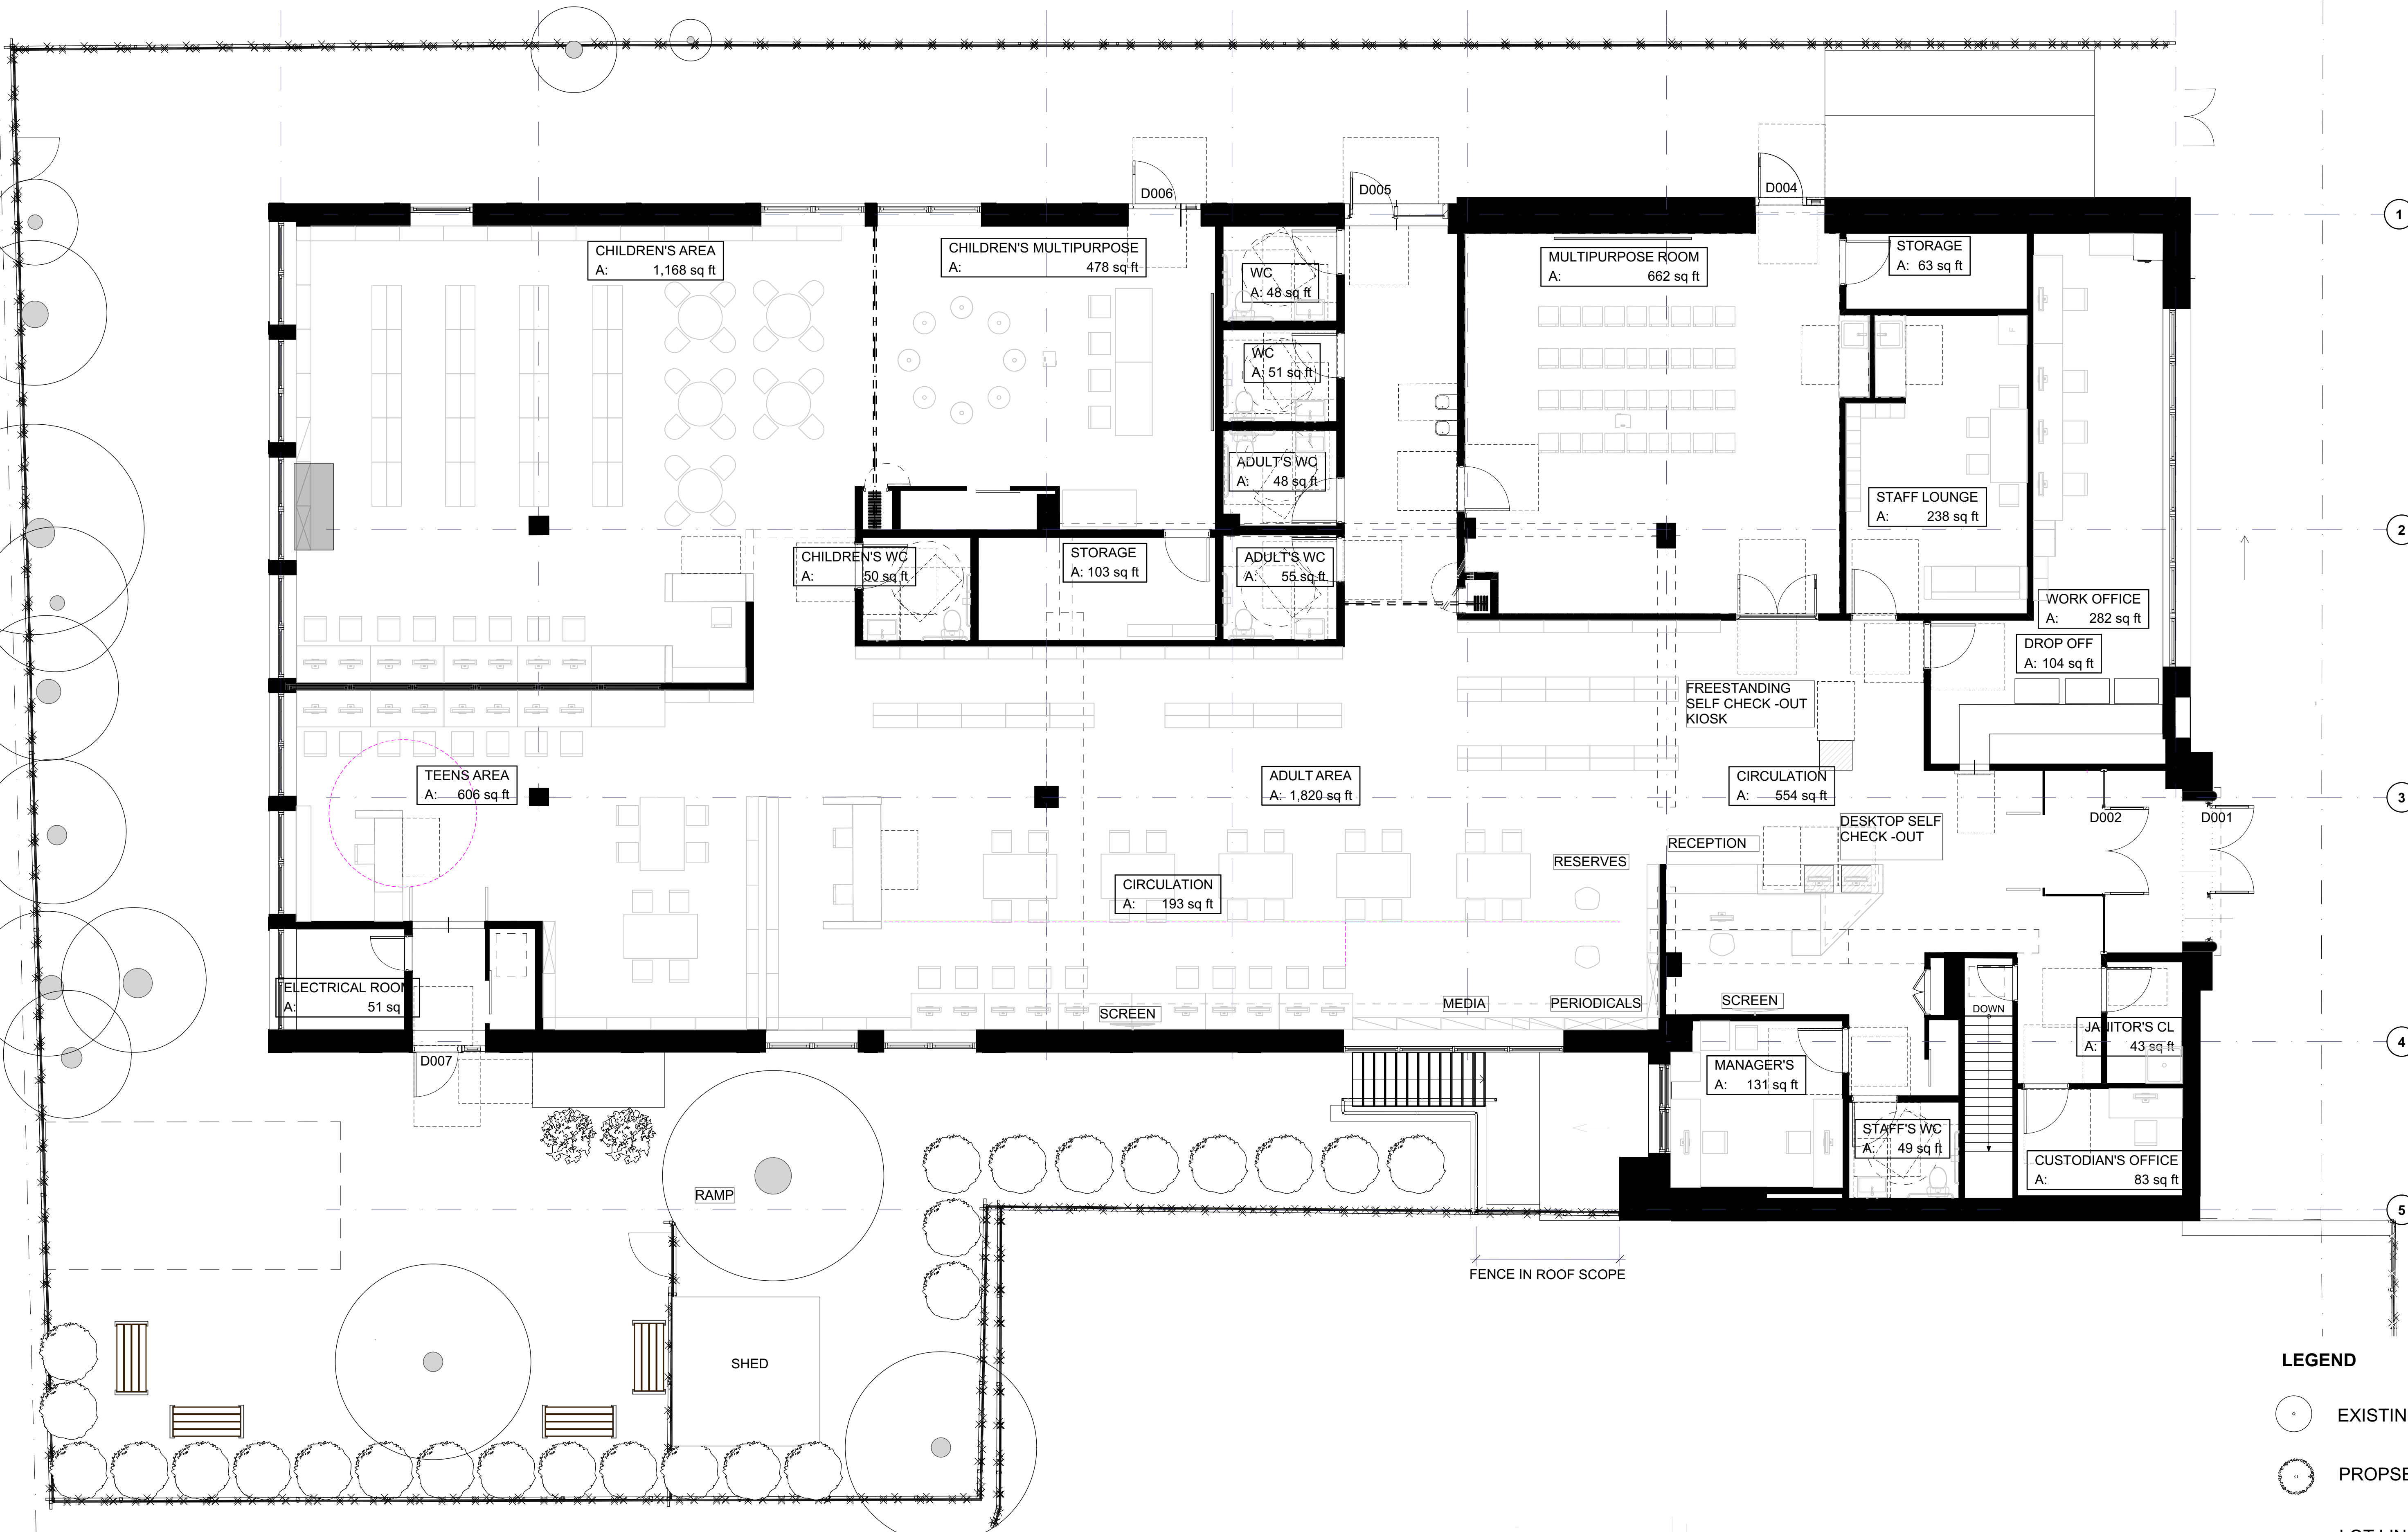 D006
D005
D004
1
CHILDREN'S AREA
A: 1,168 sq ft
CHILDREN'S MULTIPURPOSE
A: 478 sq ft
WC
A: 48 sq ft
MULTIPURPOSE ROOM
A: 662 sq ft
STORAGE
A: 63 sq ft
WC
A: 51 sq ft
ADULT'S WC
A: 48 sq ft
STAFF LOUNGE
A: 238 sq ft
2
CHILDREN'S WC
A: 50 sq ft
STORAGE
A: 103 sq ft
ADULT'S WC
A: 55 sq ft
WORK OFFICE
A: 282 sq ft
DROP OFF
A: 104 sq ft
FREESTANDING
SELF CHECK -OUT
KIOSK
TEENS AREA
A: 606 sq ft
ADULT AREA
A: 1,820 sq ft
CIRCULATION
A: 554 sq ft
3
D002
D001
DESKTOP SELF
CHECK -OUT
RECEPTION
RESERVES
CIRCULATION
A: 193 sq ft
ELECTRICAL ROOM
A: 51 sq
MEDIA
PERIODICALS
SCREEN
SCREEN
DOWN
JANITOR'S CL
A: 43 sq ft
4
D007
MANAGER'S
A: 131 sq ft
STAFF'S WC
A: 49 sq ft
CUSTODIAN'S OFFICE
A: 83 sq ft
RAMP
5
FENCE IN ROOF SCOPE
SHED
LEGEND
EXISTIN
PROPSE